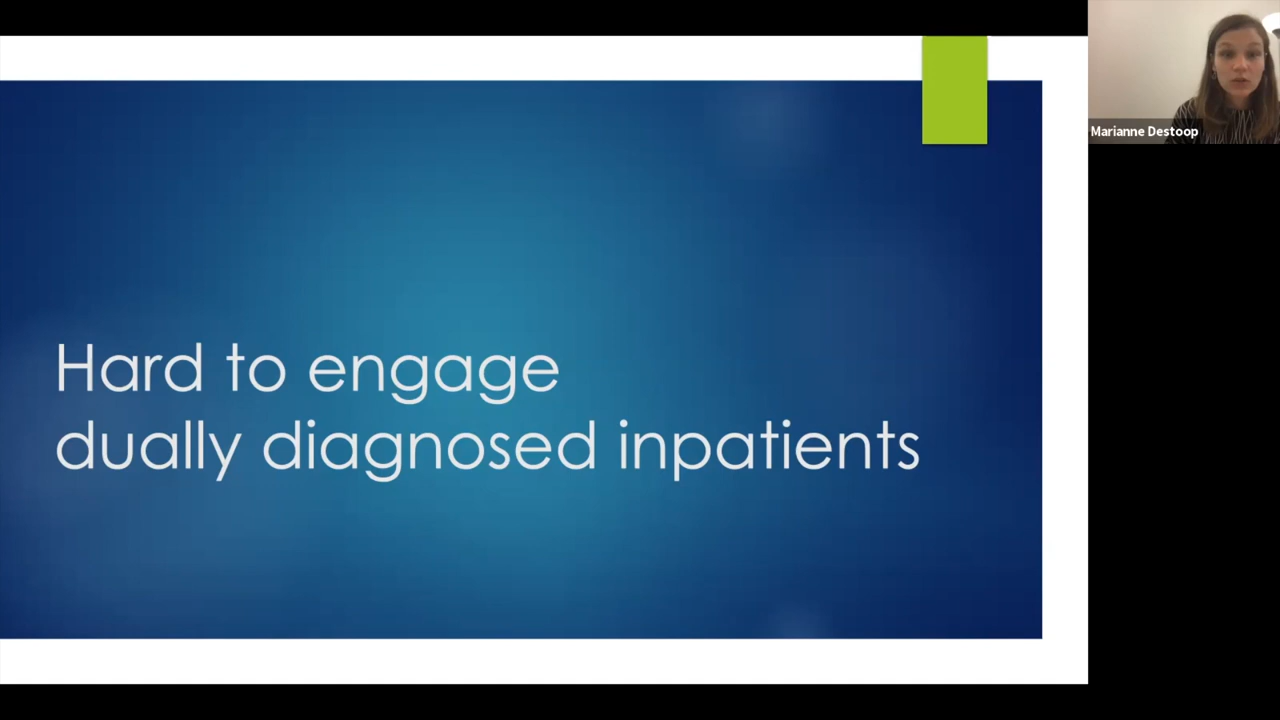 Hard to engage
dually diagnosed inpatients
Marianne Destoop